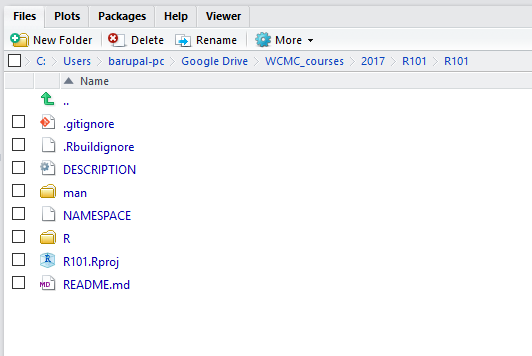 Files Plots Packages Help Viewer
New Folder Delete Rename More
C: Users barupal-pc Google Drive WCMC_courses 2017 R101 R101
Name
..
.gitignore
.Rbuildignore
DESCRIPTION
man
NAMESPACE
R
R101.Rproj
MD README.md